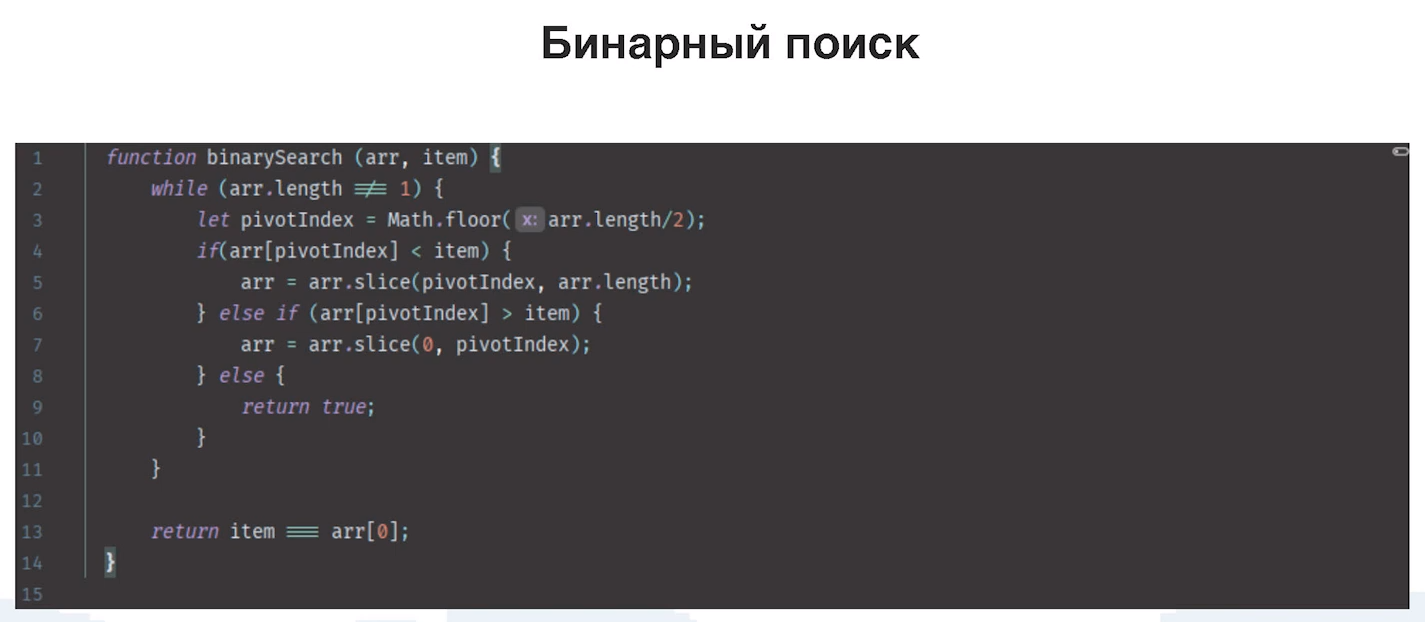 Бинарный поиск
1 function binarySearch (arr, item) {
2 while (arr.length !== 1) {
3 let pivotIndex = Math.floor( x: arr.length/2);
4 if(arr[pivotIndex] < item) {
5 arr = arr.slice(pivotIndex, arr.length);
6 } else if (arr[pivotIndex] > item) {
7 arr = arr.slice(0, pivotIndex);
8 } else {
9 return true;
10 }
11 }
12
13 return item === arr[0];
14 }
15